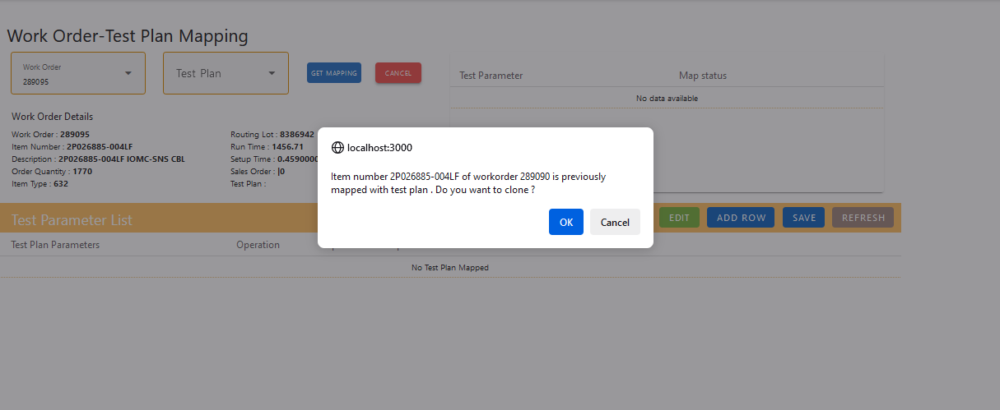 Work Order-Test Plan Mapping
Work Order
289095
Test Plan
GET MAPPING
CANCEL
Test Parameter Map status
No data available
Work Order Details
Work Order : 289095
Item Number : 2P026885-004LF
Description : 2P026885-004LF IOMC-SNS CBL
Order Quantity : 1770
Item Type : 632
Routing Lot : 8386942
Run Time : 1456.71
Setup Time : 0.4590000
Sales Order : |0
Test Plan :
localhost:3000
Item number 2P026885-004LF of workorder 289090 is previously
mapped with test plan . Do you want to clone ?
OK Cancel
Test Parameter List
EDIT ADD ROW SAVE REFRESH
Test Plan Parameters Operation
No Test Plan Mapped